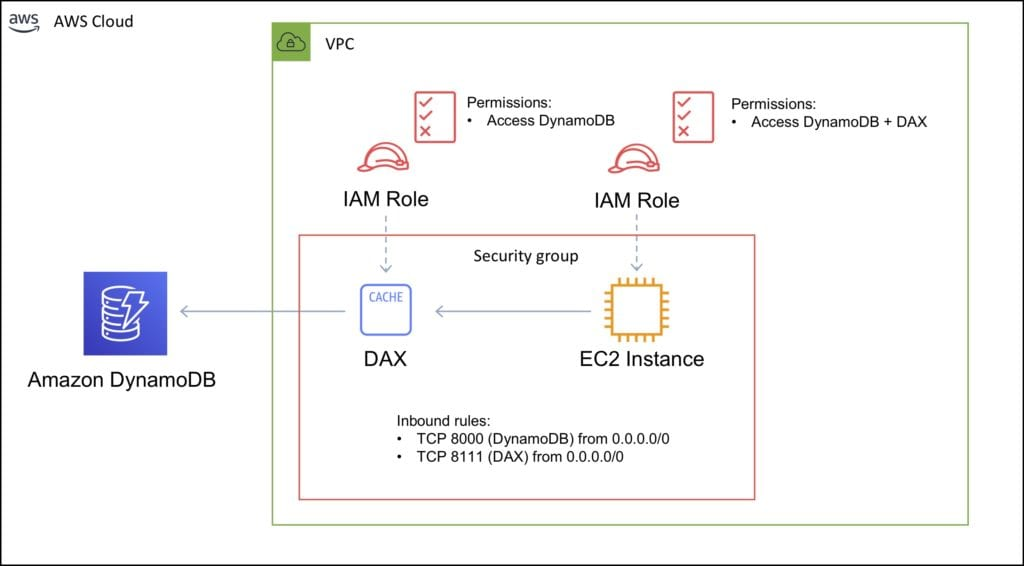 aws
AWS Cloud
VPC
Permissions:
• Access DynamoDB
Permissions:
• Access DynamoDB + DAX
IAM Role
IAM Role
Security group
CACHE
DAX
EC2 Instance
Amazon DynamoDB
Inbound rules:
• TCP 8000 (DynamoDB) from 0.0.0.0/0
• TCP 8111 (DAX) from 0.0.0.0/0